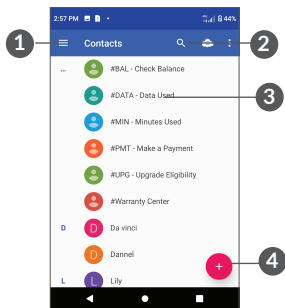 2:57 PM 44%
1 Contacts 2
... #BAL - Check Balance
#DATA - Data Used 3
#MIN - Minutes Used
#PMT - Make a Payment
#UPG - Upgrade Eligibility
#Warranty Center
D D Da vinci
D Dannel
4
L L Lily